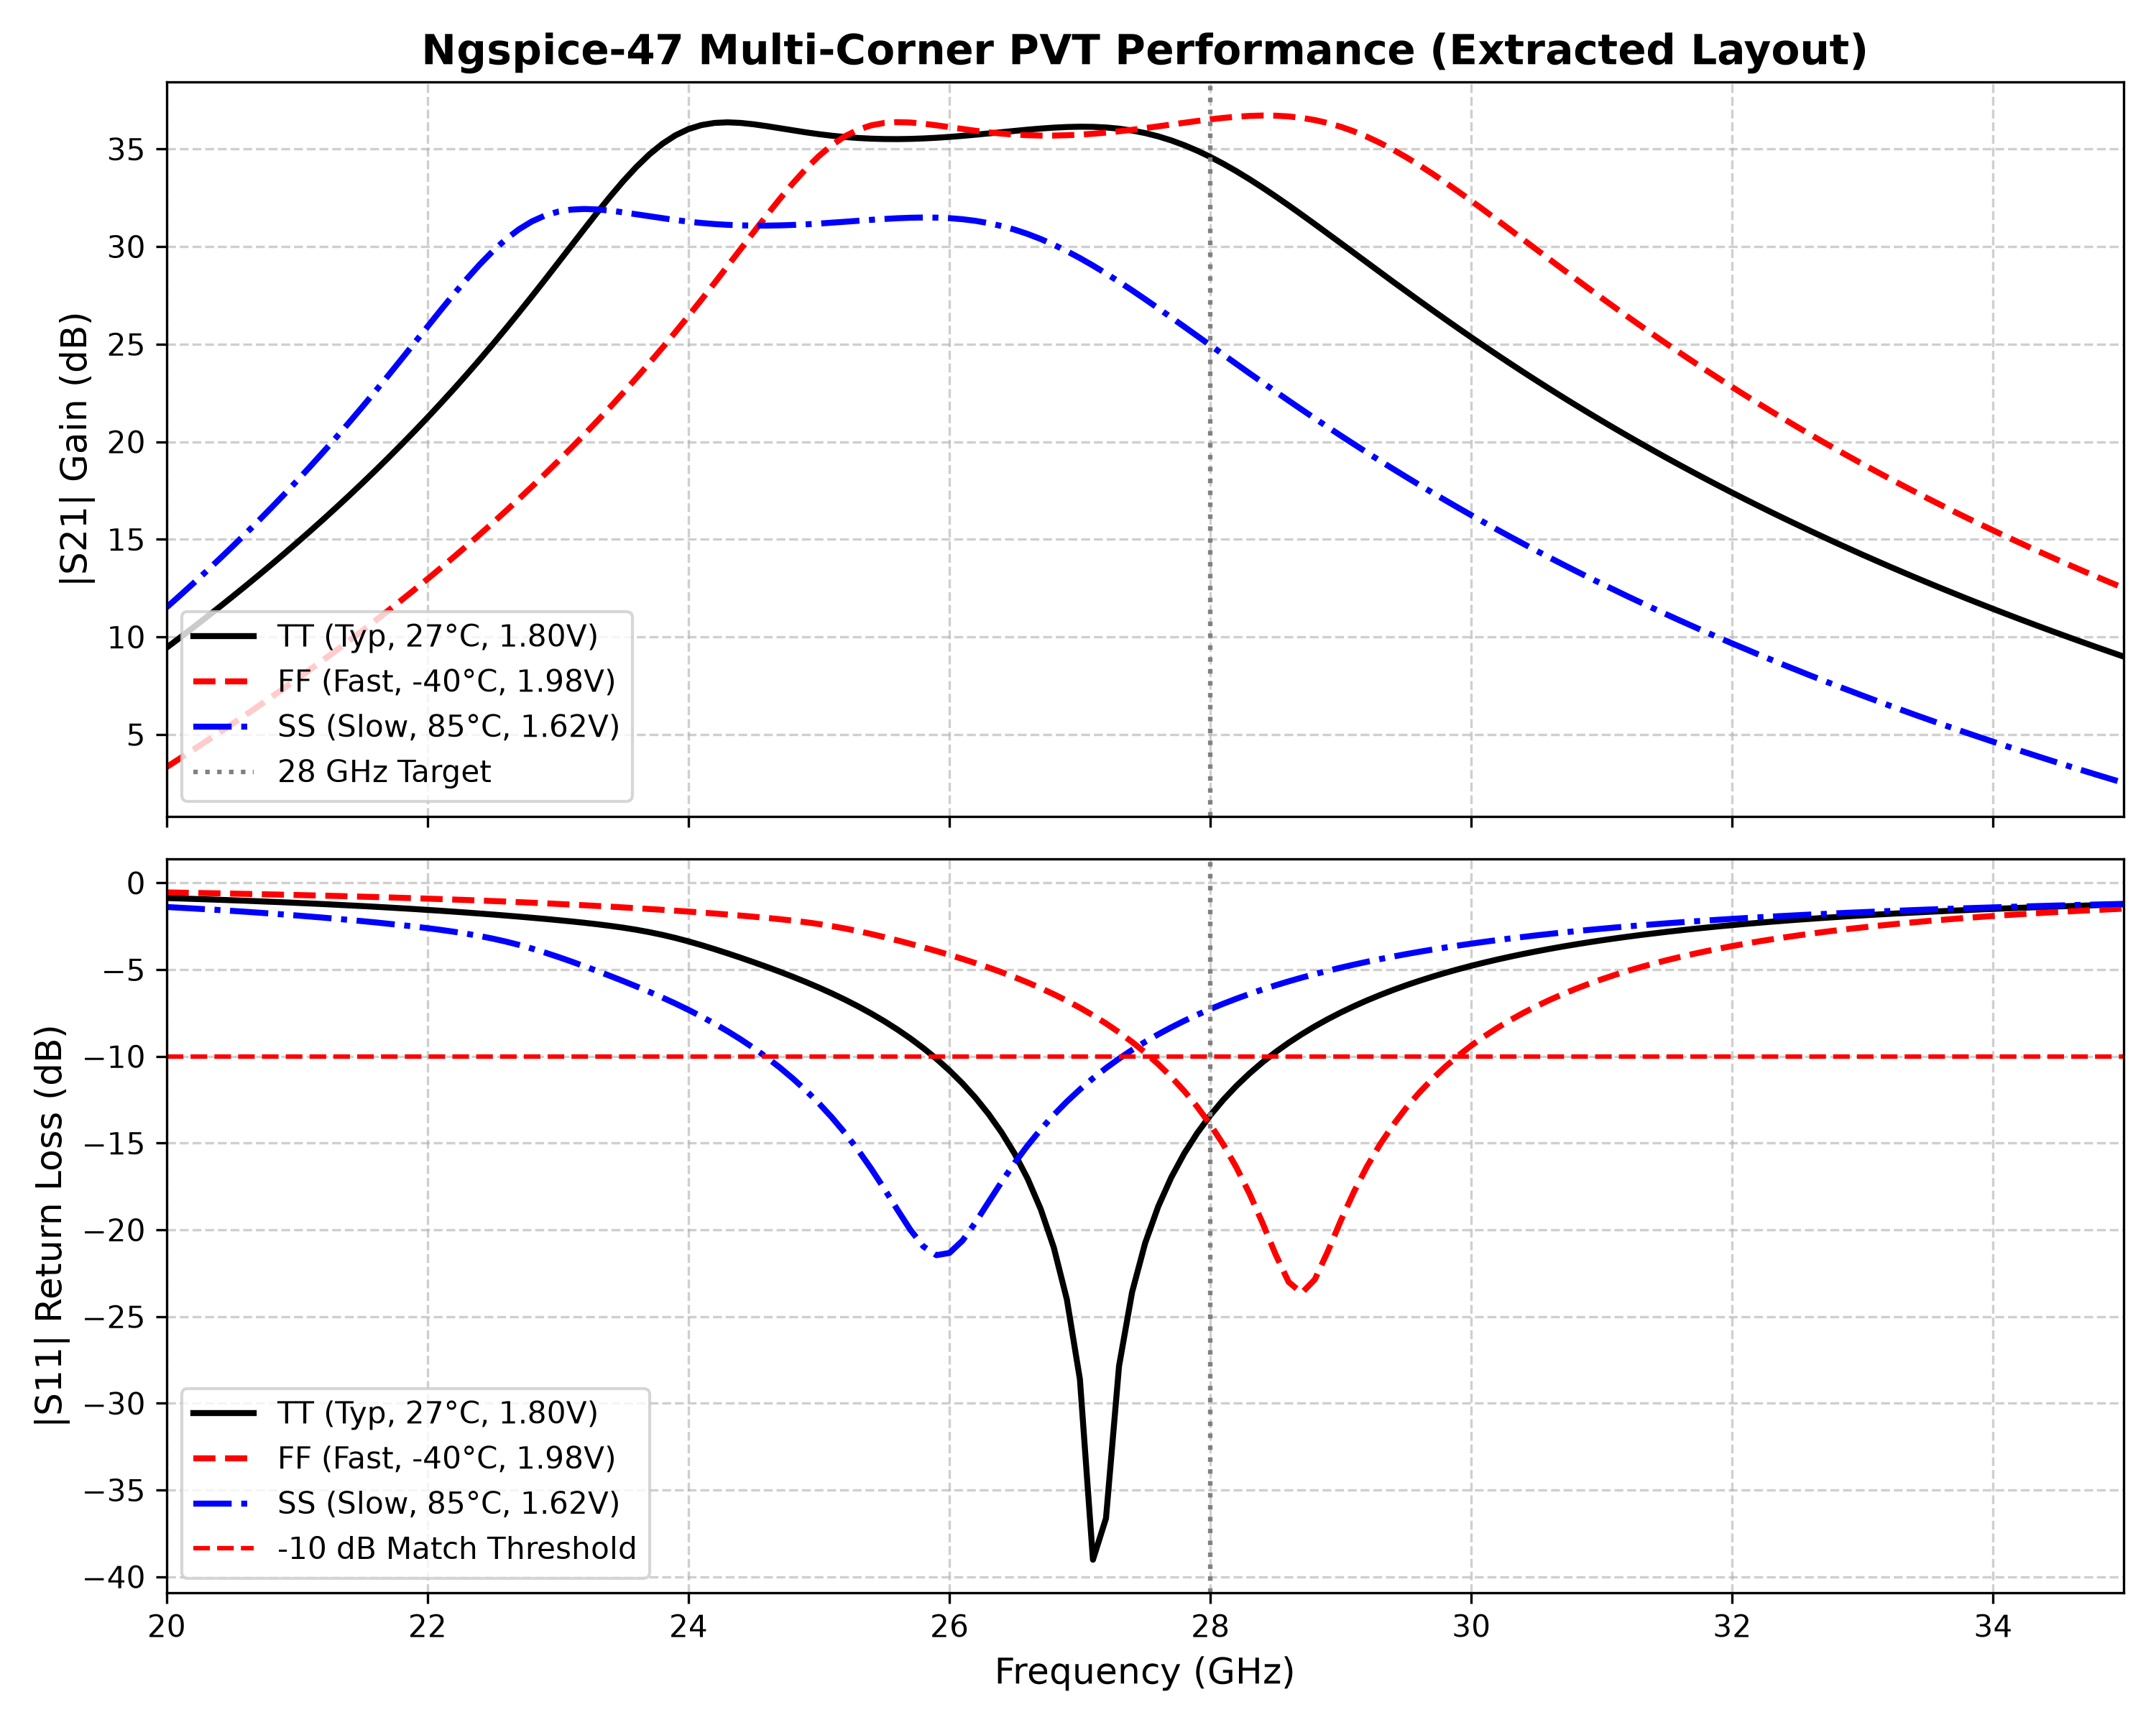 Ngspice-47 Multi-Corner PVT Performance (Extracted Layout)
|S21| Gain (dB)
35
30
25
20
15
10
5
TT (Typ, 27°C, 1.80V)
FF (Fast, -40°C, 1.98V)
SS (Slow, 85°C, 1.62V)
28 GHz Target
|S11| Return Loss (dB)
0
−5
−10
−15
−20
−25
−30
−35
−40
TT (Typ, 27°C, 1.80V)
FF (Fast, -40°C, 1.98V)
SS (Slow, 85°C, 1.62V)
-10 dB Match Threshold
20 22 24 26 28 30 32 34
Frequency (GHz)